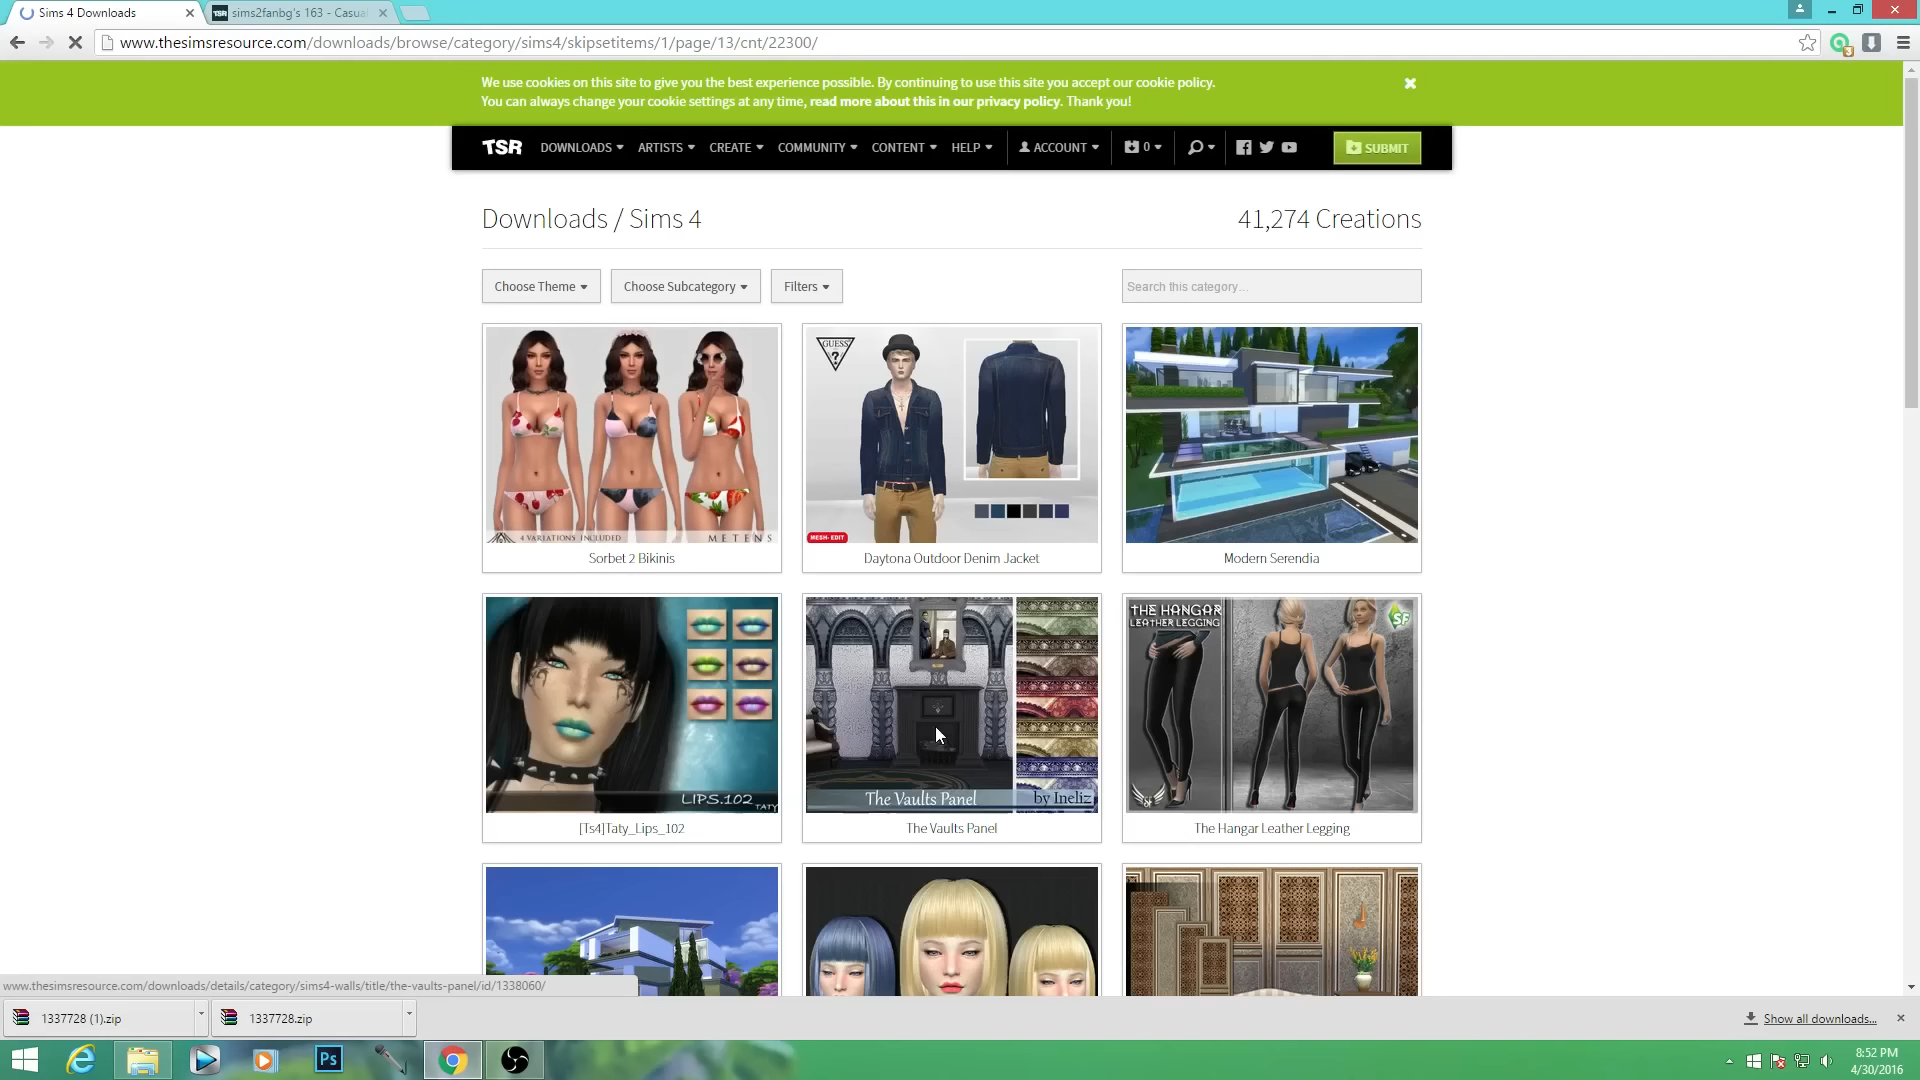 Sims 4 Downloads
TSR sims2fanbg's 163 - Casual
www.thesimsresource.com/downloads/browse/category/sims4/skipsetitems/1/page/13/cnt/22300/
3
We use cookies on this site to give you the best experience possible. By continuing to use this site you accept our cookie policy.
You can always change your cookie settings at any time, read more about this in our privacy policy. Thank you!
TSR DOWNLOADS ARTISTS CREATE COMMUNITY CONTENT HELP ACCOUNT 0 SUBMIT
Downloads / Sims 4 41,274 Creations
Choose Theme Choose Subcategory Filters Search this category...
4 VARIATIONS INCLUDED METENS
GUESS
?
MESH-EDIT
Sorbet 2 Bikinis Daytona Outdoor Denim Jacket Modern Serendia
LIPS.102
TATY
The Vaults Panel by Ineliz
THE HANGAR
LEATHER LEGGING
SF
[Ts4]Taty_Lips_102 The Vaults Panel The Hangar Leather Legging
www.thesimsresource.com/downloads/details/category/sims4-walls/title/the-vaults-panel/id/1338060/
1337728 (1).zip 1337728.zip Show all downloads...
Ps
8:52 PM
4/30/2016